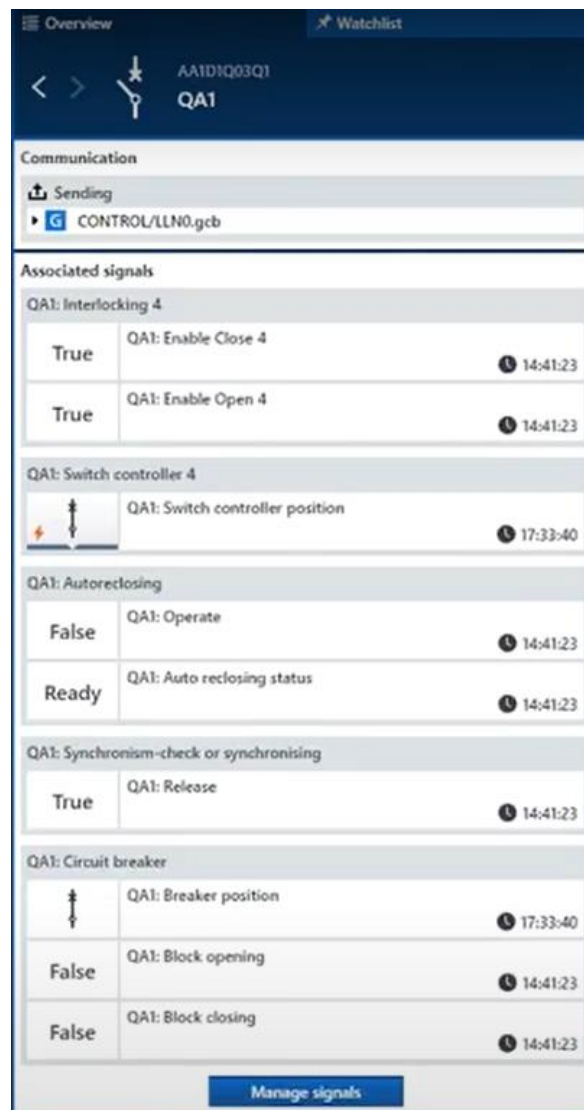 Overview
Watchlist
AA1D1Q03Q1
QA1
Communication
Sending
G CONTROL/LLN0.gcb
Associated signals
QA1: Interlocking 4
True
QA1: Enable Close 4
14:41:23
True
QA1: Enable Open 4
14:41:23
QA1: Switch controller 4
QA1: Switch controller position
17:33:40
QA1: Autoreclosing
False
QA1: Operate
14:41:23
Ready
QA1: Auto reclosing status
14:41:23
QA1: Synchronism-check or synchronising
True
QA1: Release
14:41:23
QA1: Circuit breaker
QA1: Breaker position
17:33:40
False
QA1: Block opening
14:41:23
False
QA1: Block closing
14:41:23
Manage signals